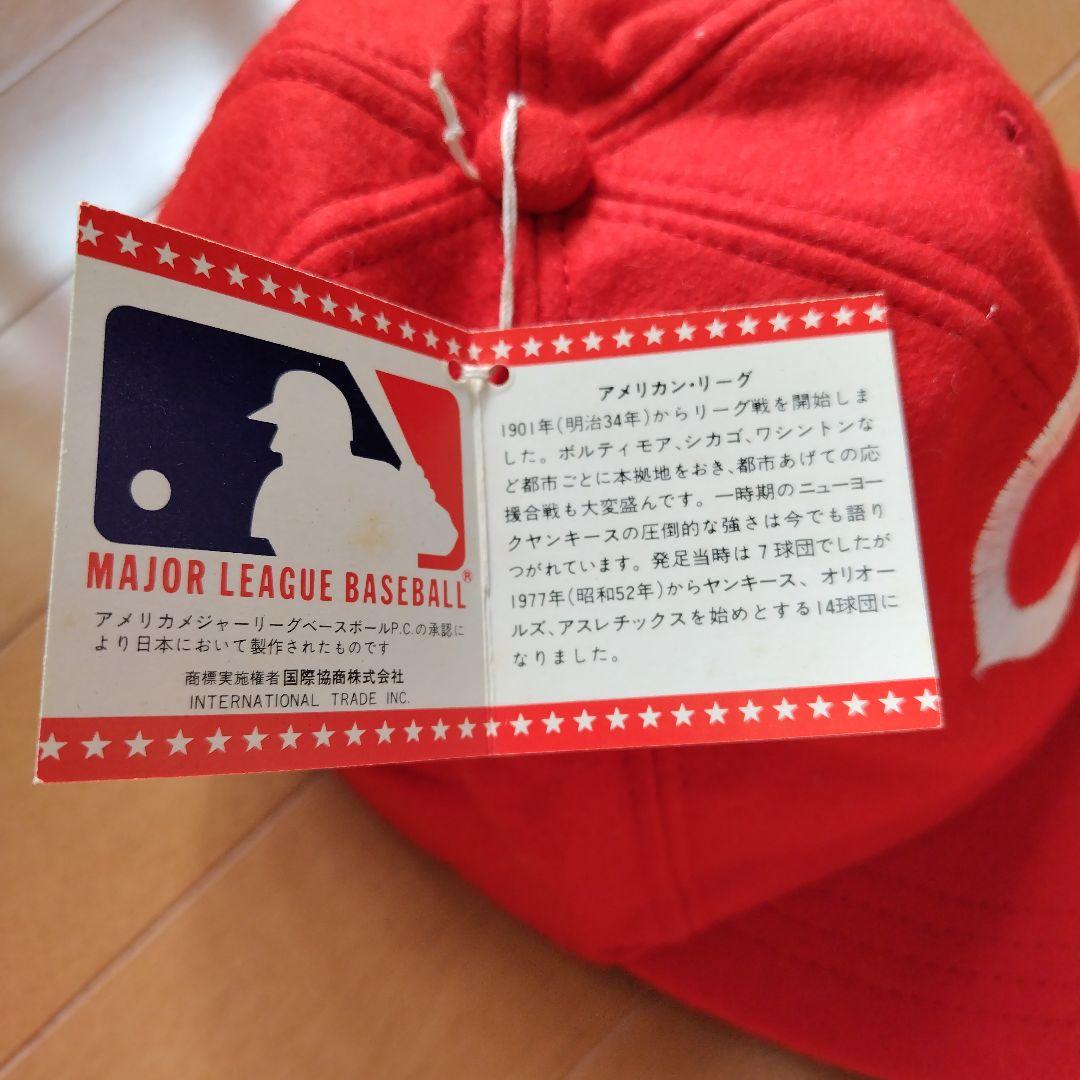 MAJOR LEAGUE BASEBALL®
アメリカメジャーリーグベースボールP.C.の承認に
より日本において製作されたものです
商標実施権者 国際協商株式会社
INTERNATIONAL TRADE INC.
アメリカン・リーグ
1901年(明治34年)からリーグ戦を開始しま
した。ボルティモア、シカゴ、ワシントンな
ど都市ごとに本拠地をおき、都市あげての応
援合戦も大変盛んです。一時期のニューヨー
クヤンキースの圧倒的な強さは今でも語り
つがれています。発足当時は7球団でしたが
1977年(昭和52年)からヤンキース、オリオー
ルズ、アスレチックスを始めとする14球団に
なりました。